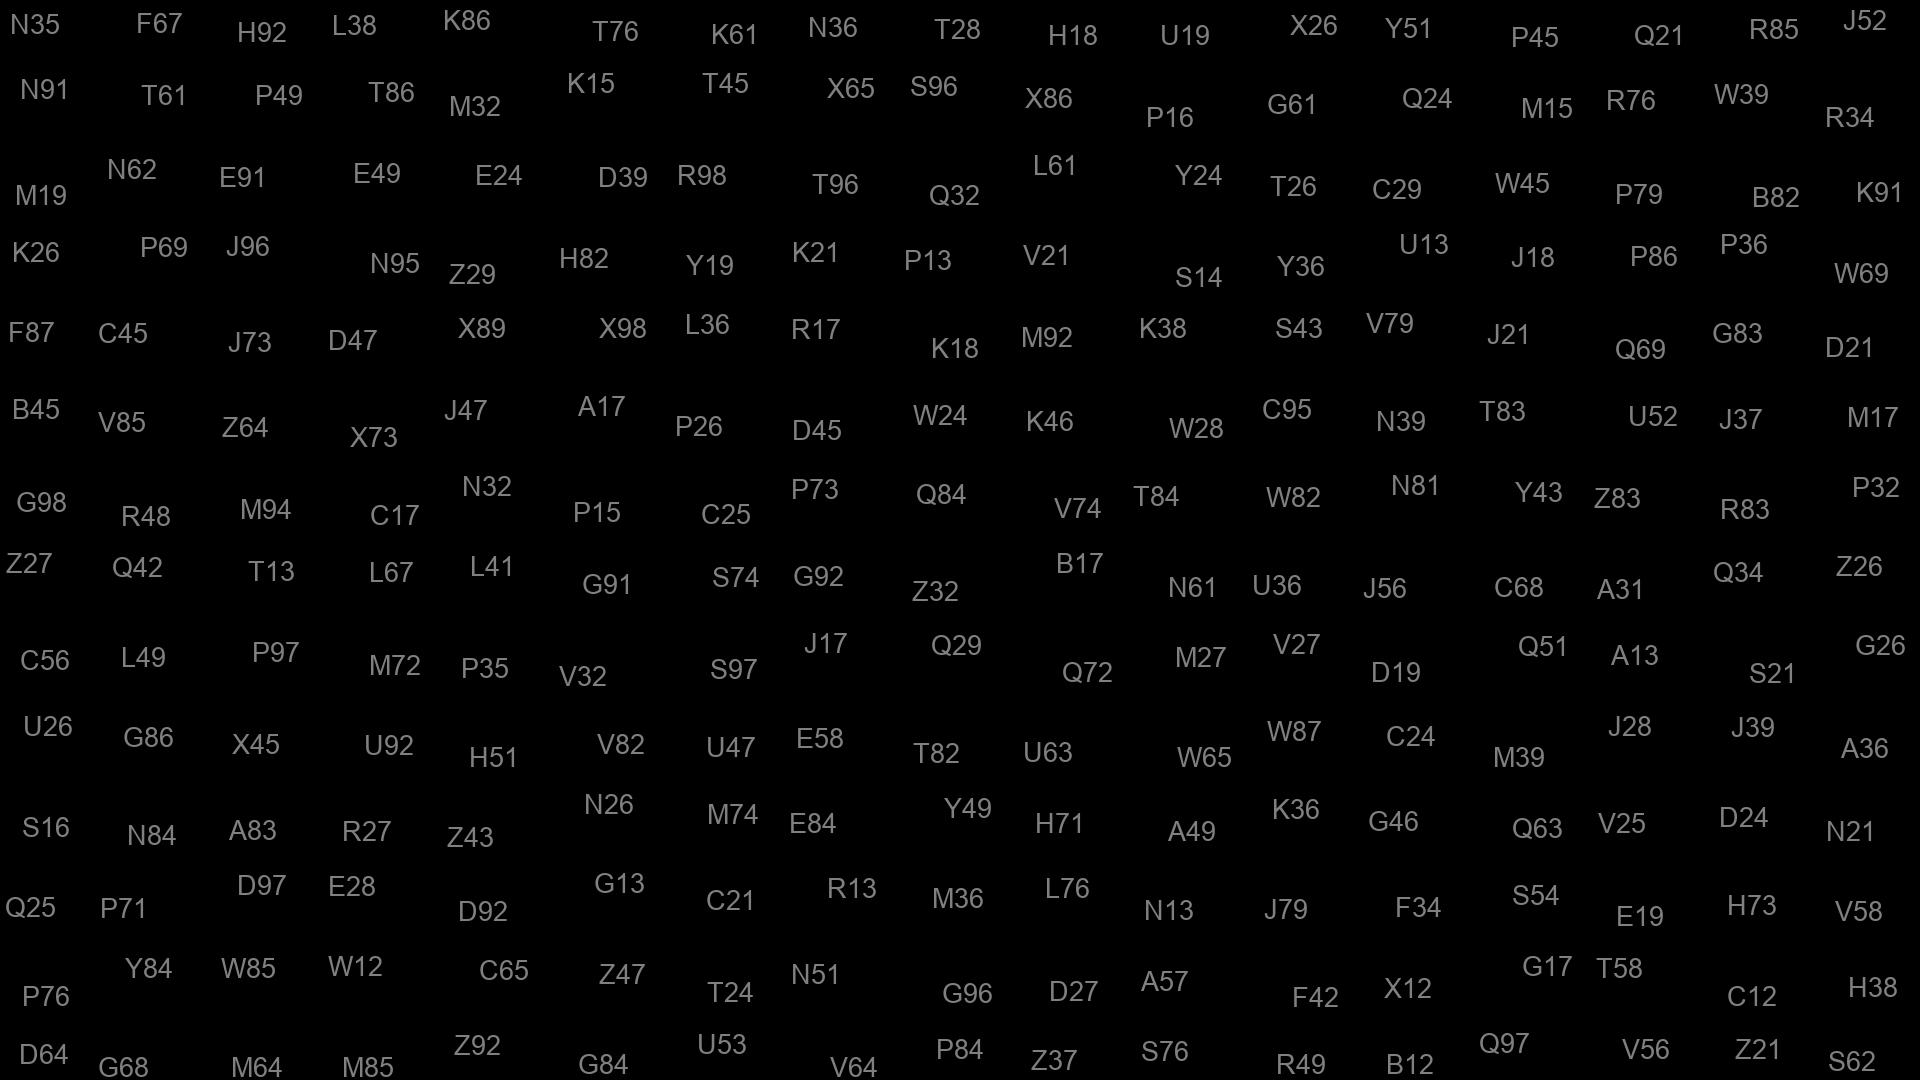 N35 F67 H92 L38 K86 T76 K61 N36 T28 H18 U19 X26 Y51 P45 Q21 R85 J52
N91 T61 P49 T86 M32 K15 T45 X65 S96 X86 P16 G61 Q24 M15 R76 W39 R34
M19 N62 E91 E49 E24 D39 R98 T96 Q32 L61 Y24 T26 C29 W45 P79 B82 K91
K26 P69 J96 N95 Z29 H82 Y19 K21 P13 V21 S14 Y36 U13 J18 P86 P36 W69
F87 C45 J73 D47 X89 X98 L36 R17 K18 M92 K38 S43 V79 J21 Q69 G83 D21
B45 V85 Z64 X73 J47 A17 P26 D45 W24 K46 W28 C95 N39 T83 U52 J37 M17
G98 R48 M94 C17 N32 P15 C25 P73 Q84 V74 T84 W82 N81 Y43 Z83 R83 P32
Z27 Q42 T13 L67 L41 G91 S74 G92 Z32 B17 N61 U36 J56 C68 A31 Q34 Z26
C56 L49 P97 M72 P35 V32 S97 J17 Q29 Q72 M27 V27 D19 Q51 A13 S21 G26
U26 G86 X45 U92 H51 V82 U47 E58 T82 U63 W65 W87 C24 M39 J28 J39 A36
S16 N84 A83 R27 Z43 N26 M74 E84 Y49 H71 A49 K36 G46 Q63 V25 D24 N21
Q25 P71 D97 E28 D92 G13 C21 R13 M36 L76 N13 J79 F34 S54 E19 H73 V58
P76 Y84 W85 W12 C65 Z47 T24 N51 G96 D27 A57 F42 X12 G17 T58 C12 H38
D64 G68 M64 M85 Z92 G84 U53 V64 P84 Z37 S76 R49 B12 Q97 V56 Z21 S62